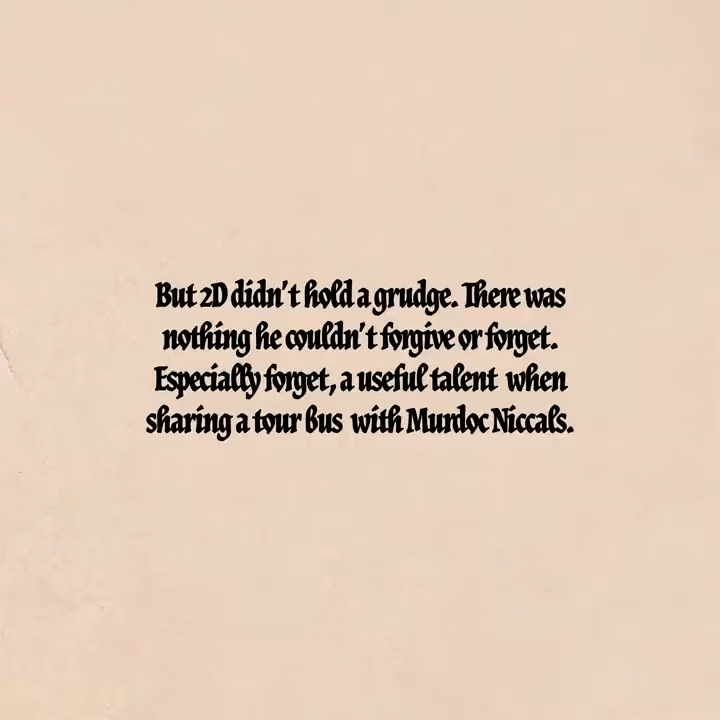 But 2D didn't hold a grudge. There was
nothing he couldn't forgive or forget.
Especially forget, a useful talent when
sharing a tour bus with Murdoc Niccals.